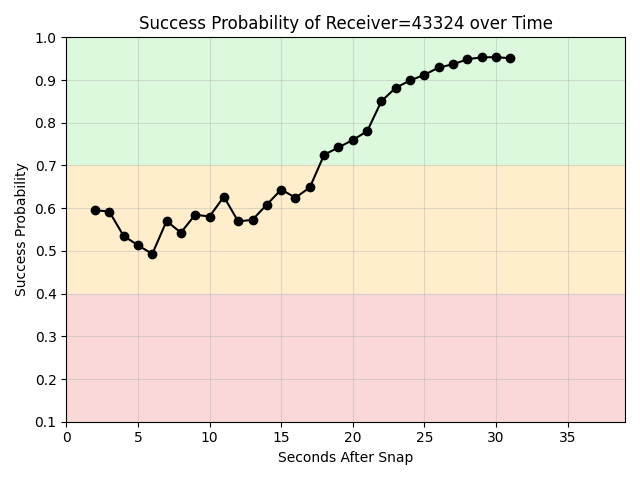 Success Probability of Receiver=43324 over Time
1.0
0.9
0.8
0.7
0.6
0.5
0.4
0.3
0.2
0.1
Success Probability
0 5 10 15 20 25 30 35
Seconds After Snap